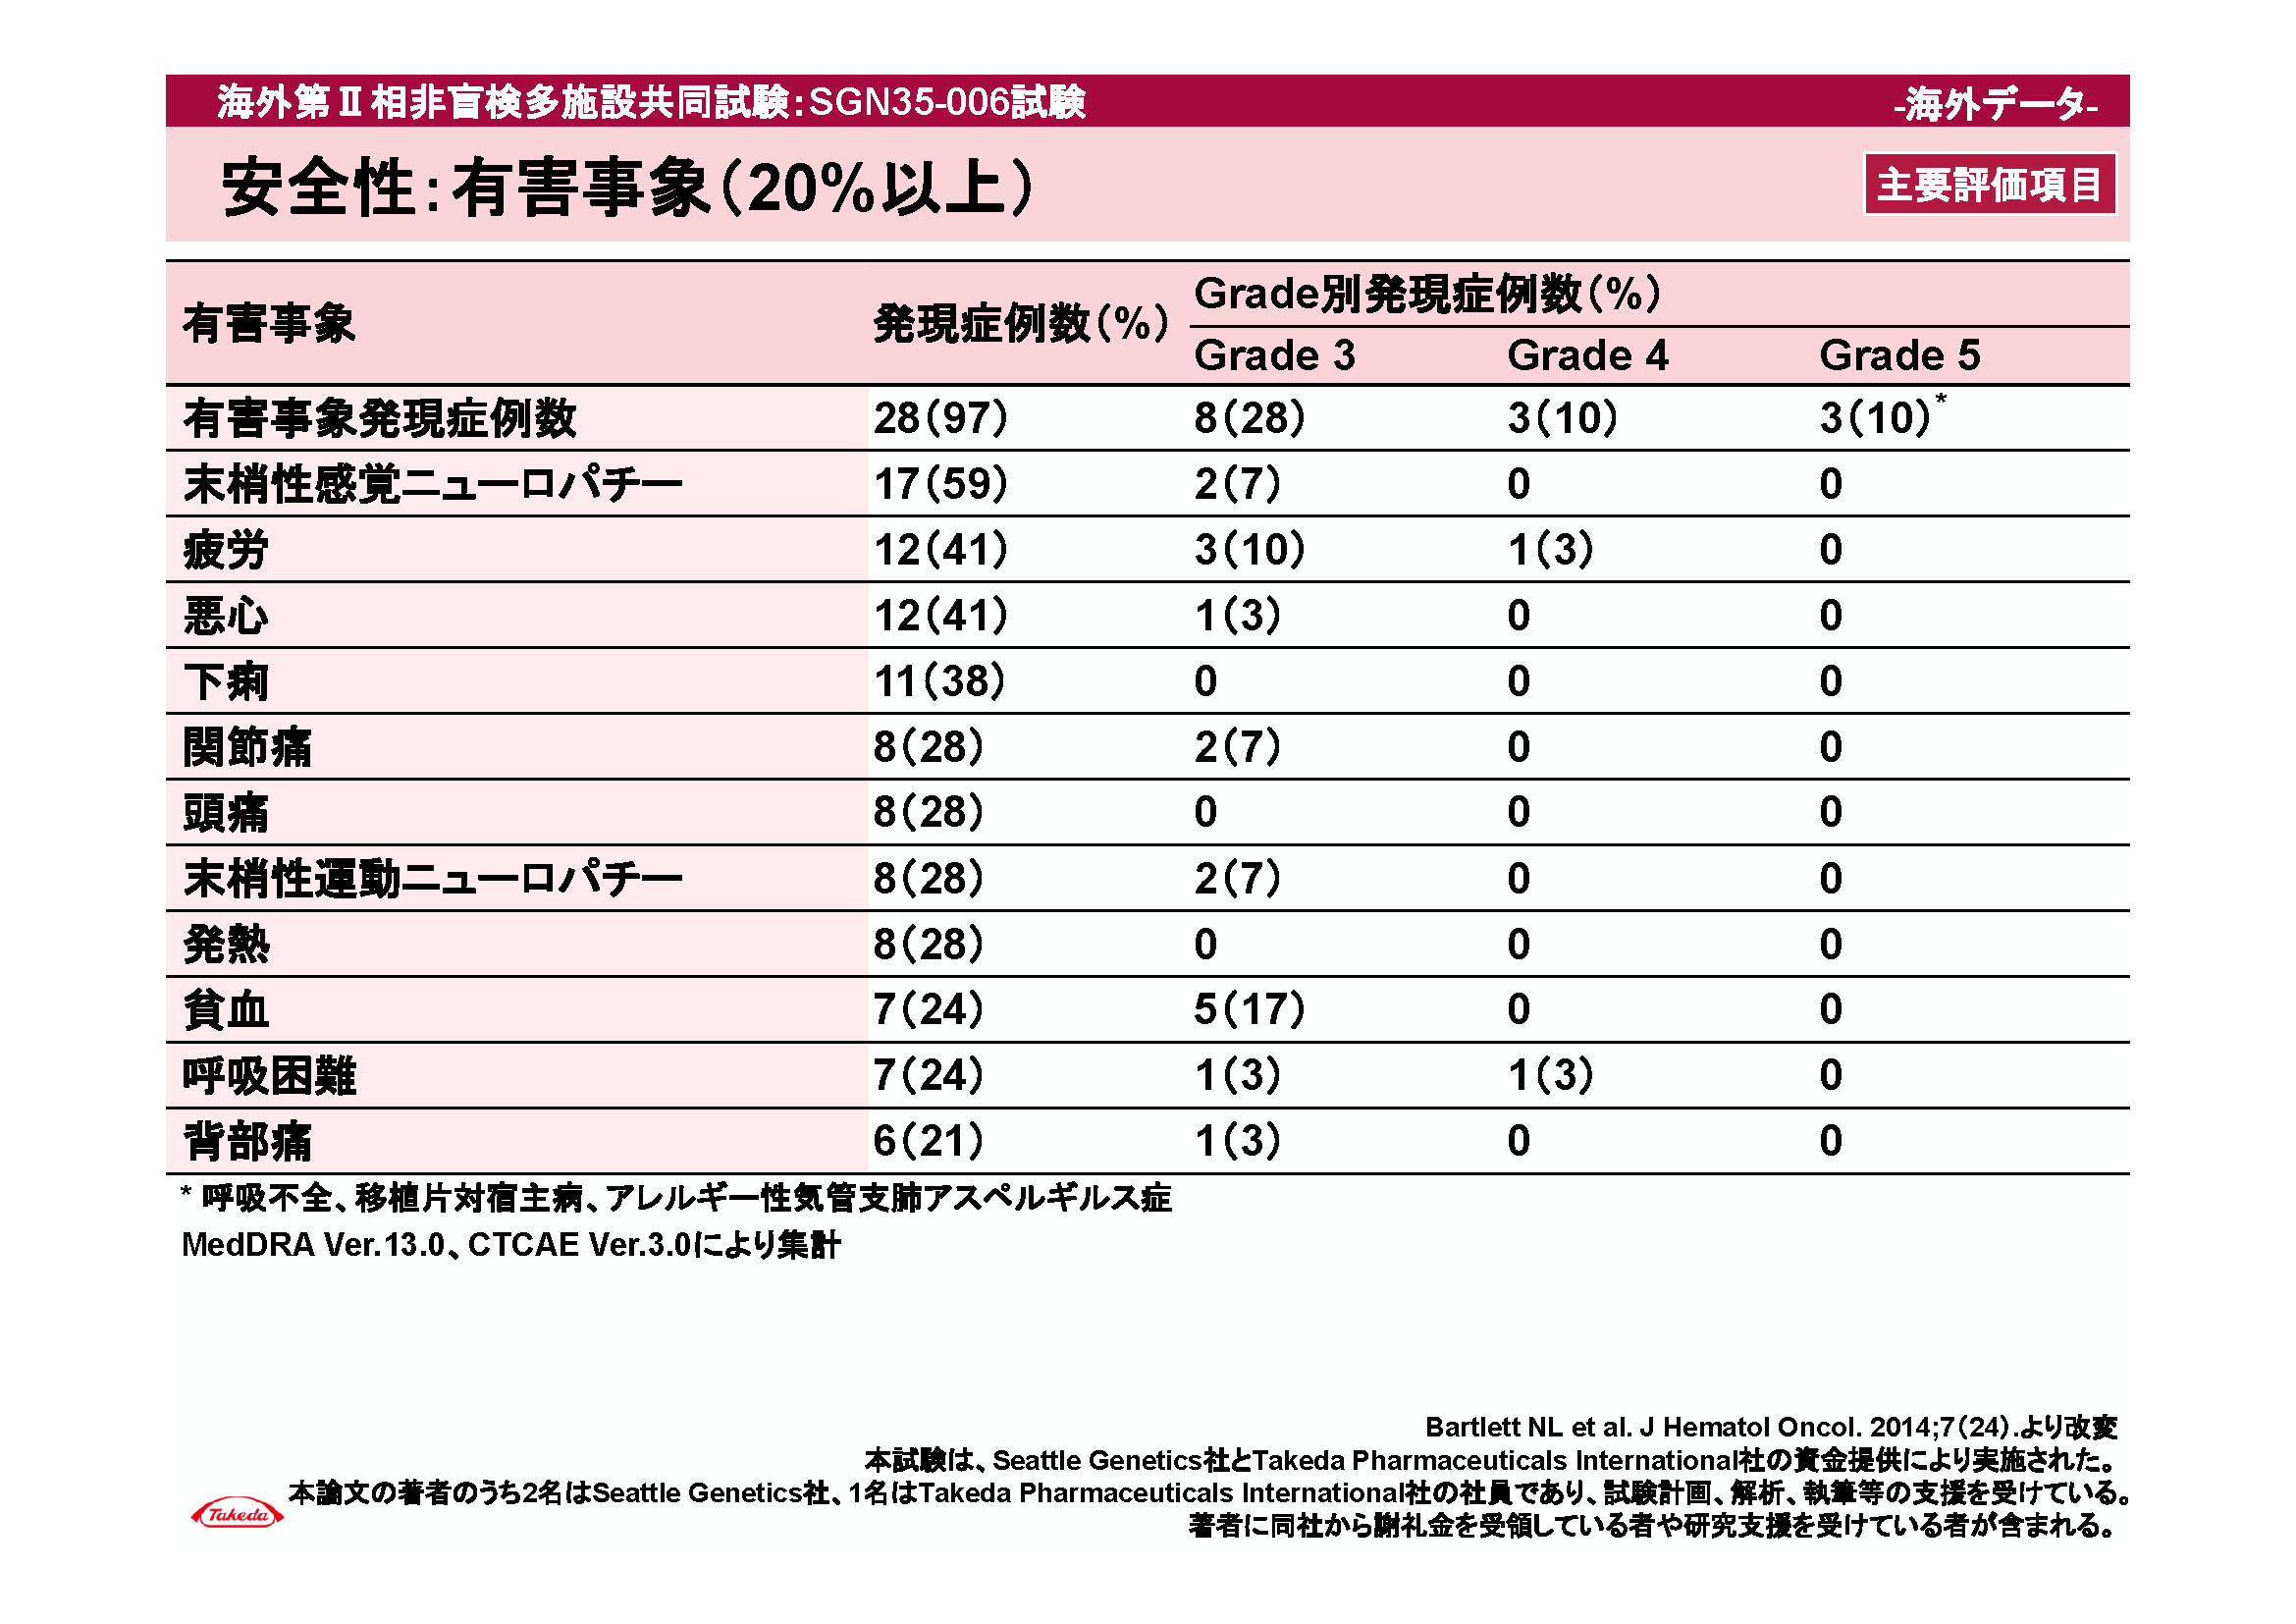 海外第Ⅱ相非盲検多施設共同試験：SGN35-006試験 -海外データ-
安全性：有害事象（20%以上） 主要評価項目
有害事象 発現症例数（%） Grade別発現症例数（%）
Grade 3 Grade 4 Grade 5
有害事象発現症例数 28（97） 8（28） 3（10） 3（10）*
末梢性感覚ニューロパチー 17（59） 2（7） 0 0
疲労 12（41） 3（10） 1（3） 0
悪心 12（41） 1（3） 0 0
下痢 11（38） 0 0 0
関節痛 8（28） 2（7） 0 0
頭痛 8（28） 0 0 0
末梢性運動ニューロパチー 8（28） 2（7） 0 0
発熱 8（28） 0 0 0
貧血 7（24） 5（17） 0 0
呼吸困難 7（24） 1（3） 1（3） 0
背部痛 6（21） 1（3） 0 0
* 呼吸不全、移植片対宿主病、アレルギー性気管支肺アスペルギルス症
MedDRA Ver.13.0、CTCAE Ver.3.0により集計
Bartlett NL et al. J Hematol Oncol. 2014;7（24）.より改変
本試験は、Seattle Genetics社とTakeda Pharmaceuticals International社の資金提供により実施された。
本論文の著者のうち2名はSeattle Genetics社、1名はTakeda Pharmaceuticals International社の社員であり、試験計画、解析、執筆等の支援を受けている。
著者に同社から謝礼金を受領している者や研究支援を受けている者が含まれる。
Takeda